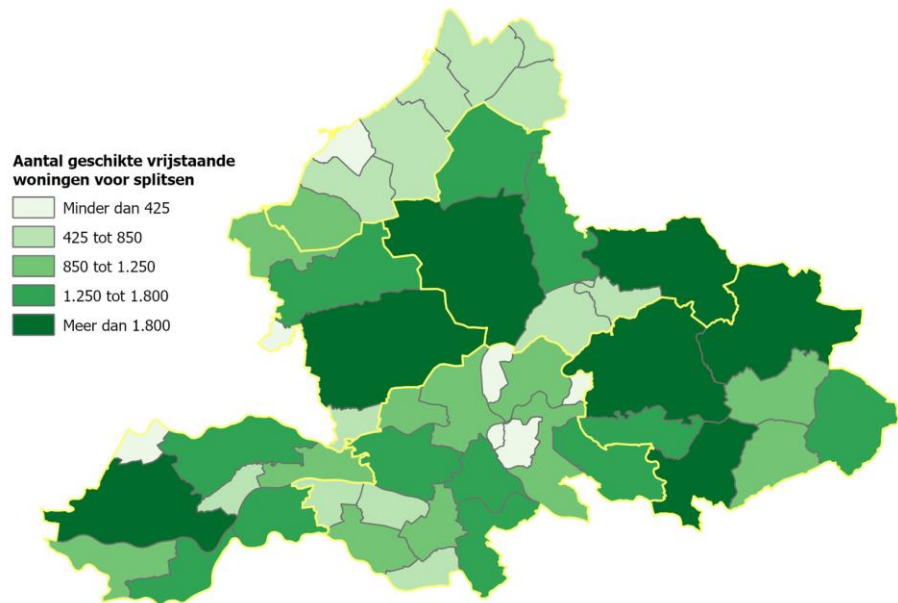 Aantal geschikte vrijstaande
woningen voor splitsen
Minder dan 425
425 tot 850
850 tot 1.250
1.250 tot 1.800
Meer dan 1.800